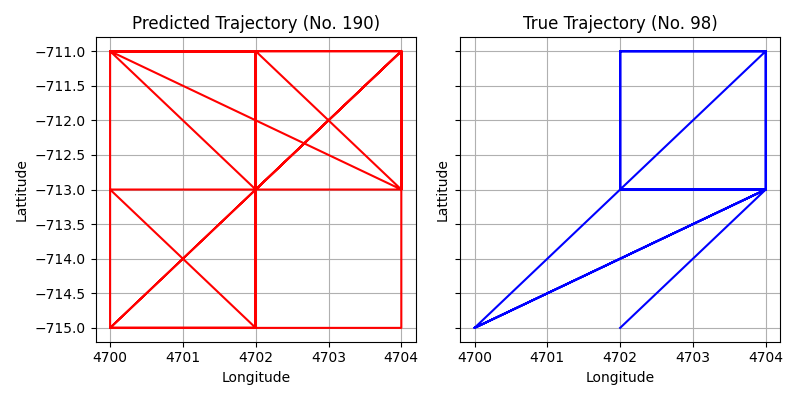 Predicted Trajectory (No. 190)
True Trajectory (No. 98)
−711.0
−711.5
−712.0
−712.5
−713.0
−713.5
−714.0
−714.5
−715.0
Lattitude
Lattitude
4700 4701 4702 4703 4704
4700 4701 4702 4703 4704
Longitude
Longitude